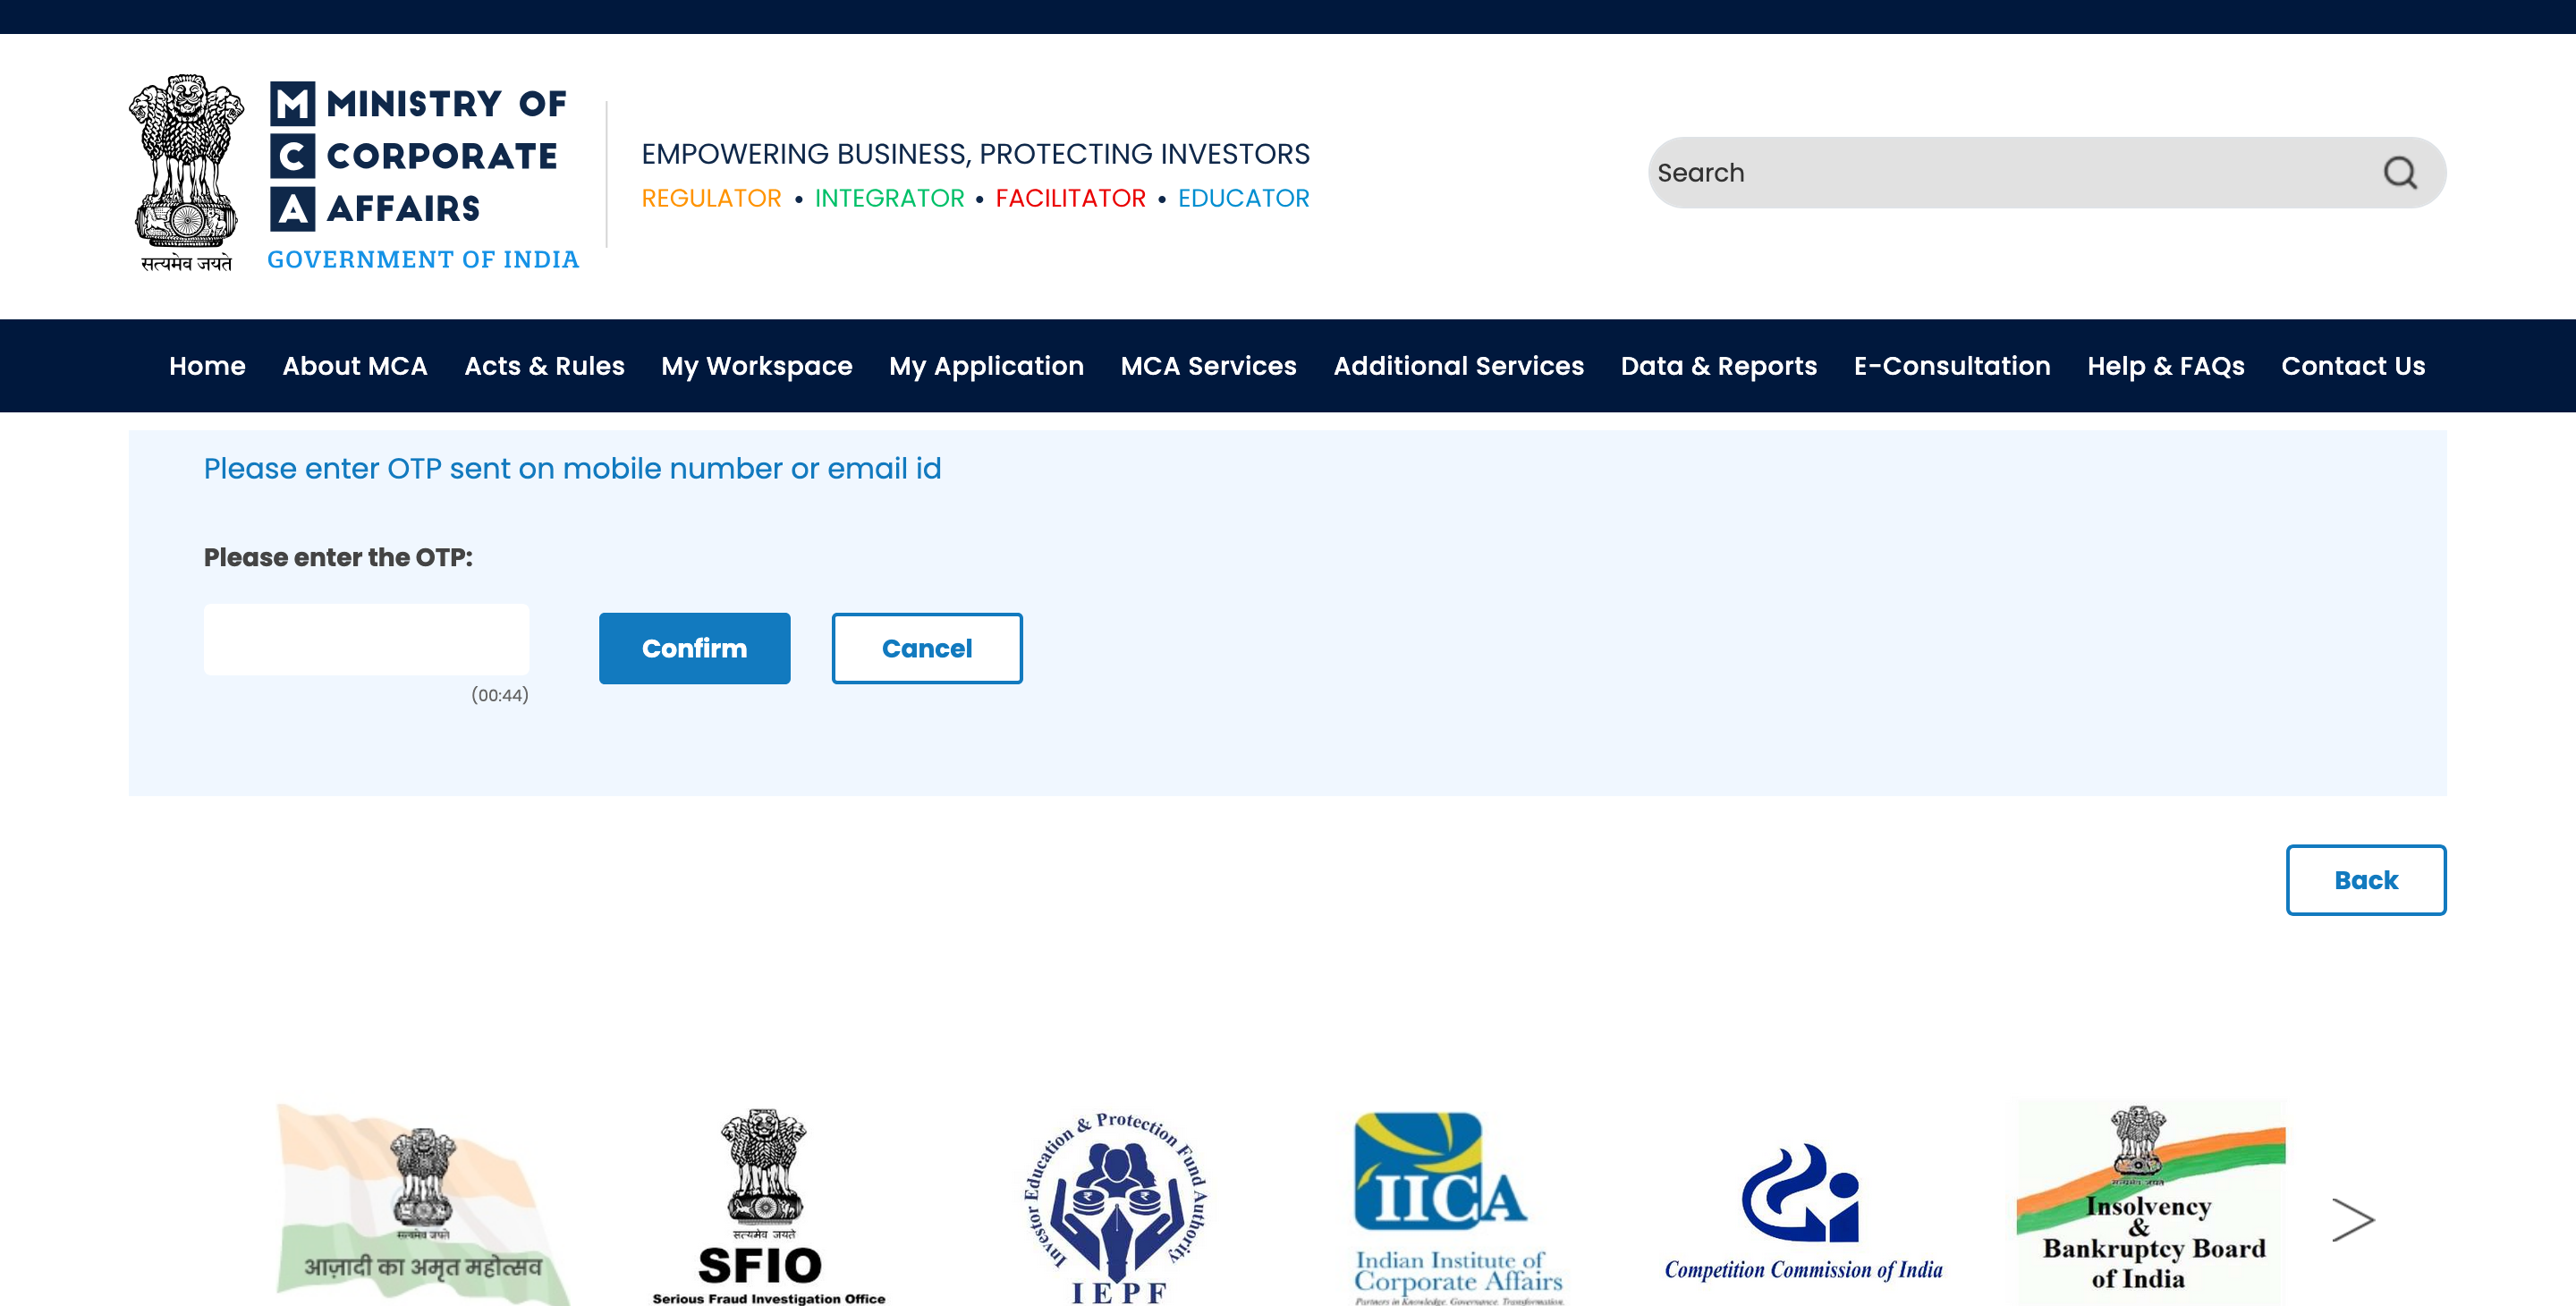 सत्यमेव जयते
M MINISTRY OF
C CORPORATE
A AFFAIRS
GOVERNMENT OF INDIA
EMPOWERING BUSINESS, PROTECTING INVESTORS
REGULATOR • INTEGRATOR • FACILITATOR • EDUCATOR
Search
Home About MCA Acts & Rules My Workspace My Application MCA Services Additional Services Data & Reports E-Consultation Help & FAQs Contact Us
Please enter OTP sent on mobile number or email id
Please enter the OTP:
Confirm Cancel
(00:44)
Back
सत्यमेव जयते
आज़ादी का अमृत महोत्सव
सत्यमेव जयते
SFIO
Serious Fraud Investigation Office
Investor Education & Protection Fund Authority
IEPF
IICA
Indian Institute of
Corporate Affairs
Partners in Knowledge. Governance. Transformation.
Competition Commission of India
सत्यमेव जयते
Insolvency
&
Bankruptcy Board
of India